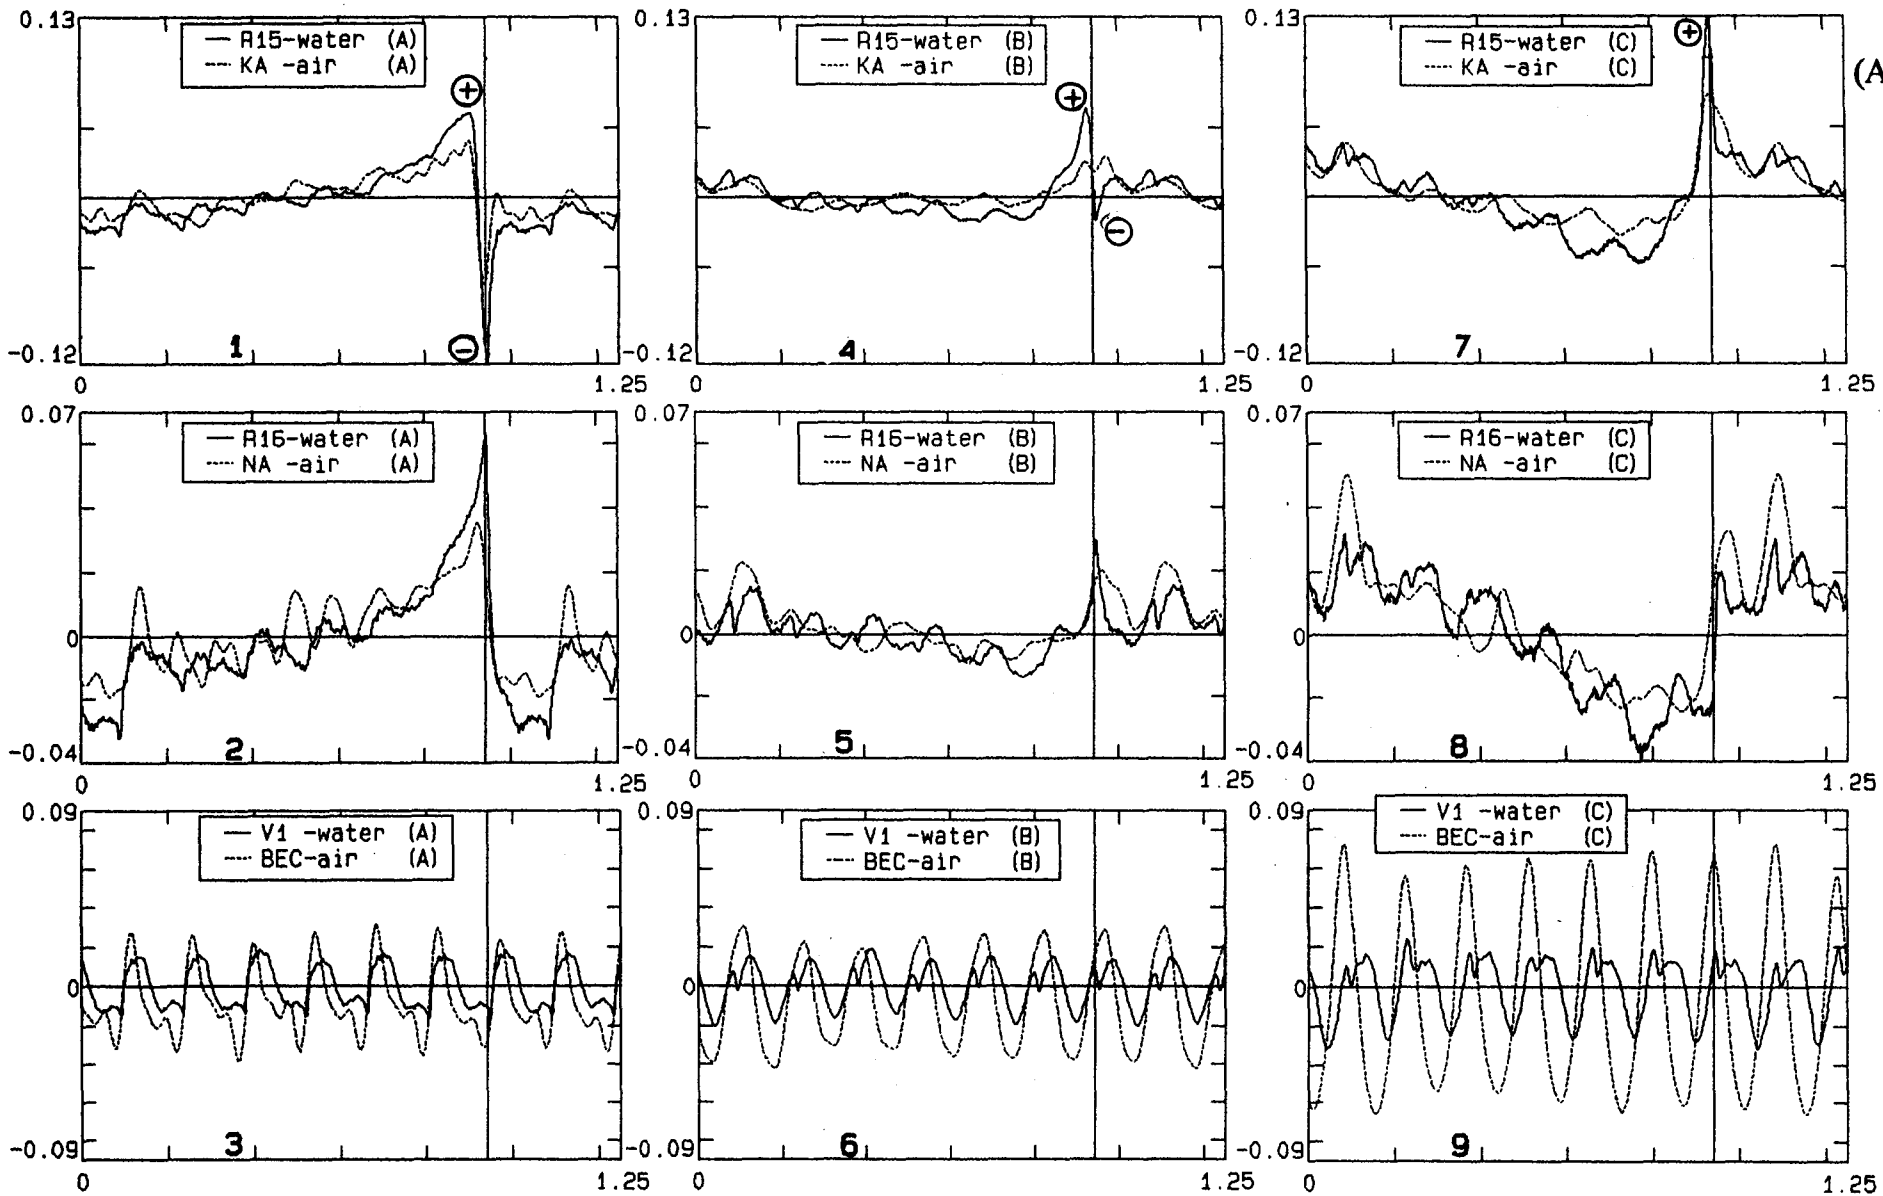 0.13
R15-water (A)
KA -air (A)
+
-
1
-0.12
0
1.25
R15-water (B)
KA -air (B)
+
-
4
-0.12
0
1.25
0.13
R15-water (C)
KA -air (C)
+
7
-0.12
0
1.25
(A
0.07
R16-water (A)
NA -air (A)
0
2
-0.04
0
1.25
0.07
R16-water (B)
NA -air (B)
0
5
-0.04
0
1.25
0.07
R16-water (C)
NA -air (C)
0
8
-0.04
0
1.25
0.09
V1 -water (A)
BEC-air (A)
0
3
-0.09
0
1.25
0.09
V1 -water (B)
BEC-air (B)
0
6
-0.09
0
1.25
0.09
V1 -water (C)
BEC-air (C)
0
9
-0.09
0
1.25